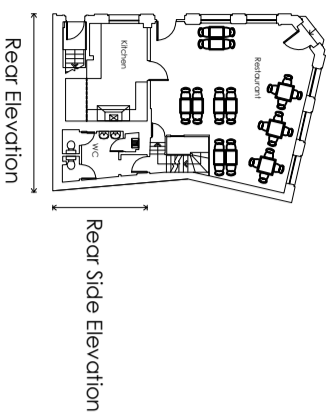 Restaurant
Kitchen
WC
Rear Elevation
Rear Side Elevation